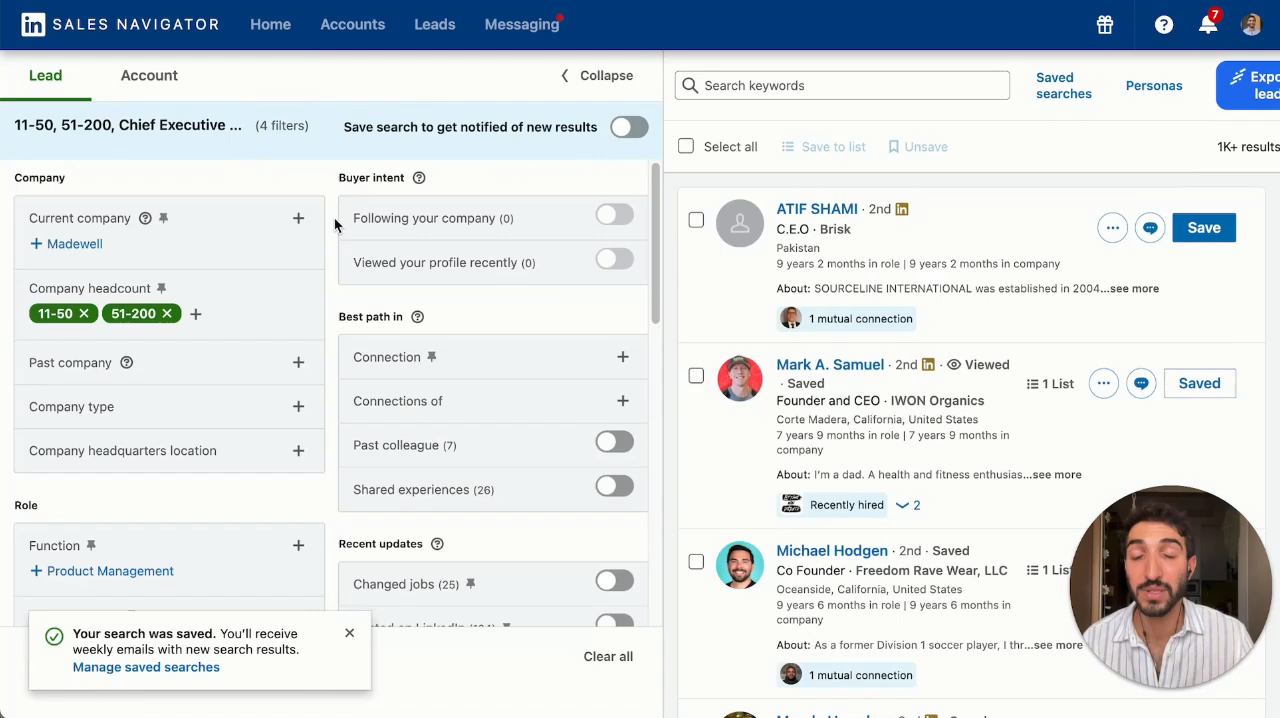 in SALES NAVIGATOR Home Accounts Leads Messaging 7
Lead Account Collapse
11-50, 51-200, Chief Executive ... (4 filters) Save search to get notified of new results
Company
Current company
+ Madewell
Company headcount
11-50 × 51-200 × +
Past company
Company type
Company headquarters location
Role
Function
+ Product Management
Buyer intent
Following your company (0)
Viewed your profile recently (0)
Best path in
Connection
Connections of
Past colleague (7)
Shared experiences (26)
Recent updates
Changed jobs (25)
Your search was saved. You'll receive
weekly emails with new search results.
Manage saved searches
Clear all
Search keywords
Saved
searches
Personas
Expo
lead
Select all Save to list Unsave 1K+ results
ATIF SHAMI · 2nd in
C.E.O · Brisk
Pakistan
9 years 2 months in role | 9 years 2 months in company
About: SOURCELINE INTERNATIONAL was established in 2004...see more
1 mutual connection
Save
Mark A. Samuel · 2nd in · Viewed
· Saved
Founder and CEO · IWON Organics
Corte Madera, California, United States
7 years 9 months in role | 7 years 9 months in
company
About: I'm a dad. A health and fitness enthusias...see more
Recently hired 2
1 List
Saved
Michael Hodgen · 2nd · Saved
Co Founder · Freedom Rave Wear, LLC
Oceanside, California, United States
9 years 6 months in role | 9 years 6 months in
company
About: As a former Division 1 soccer player, I thr...see more
1 mutual connection
1 List